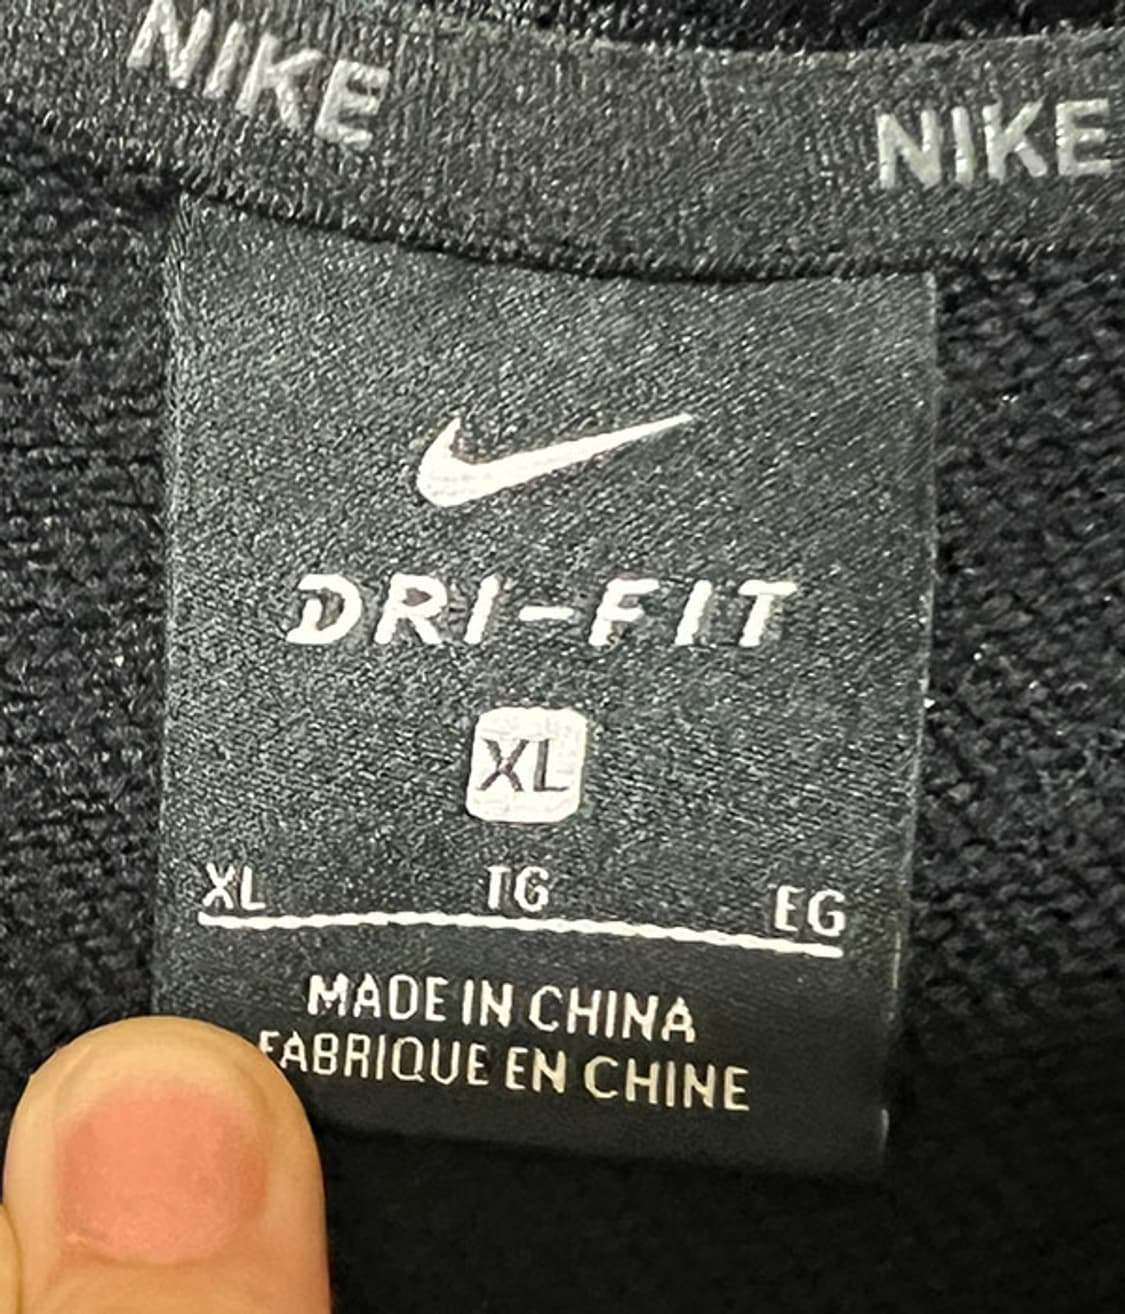 NIKE NIKE
DRI-FIT
XL
XL TG EG
MADE IN CHINA
FABRIQUE EN CHINE